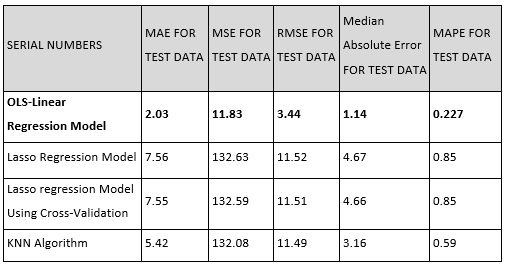 SERIAL NUMBERS
MAE FOR
TEST DATA
MSE FOR
TEST DATA
RMSE FOR
TEST DATA
Median
Absolute Error
FOR TEST DATA
MAPE FOR
TEST DATA
OLS-Linear
Regression Model
2.03
11.83
3.44
1.14
0.227
Lasso Regression Model
7.56
132.63
11.52
4.67
0.85
Lasso regression Model
Using Cross-Validation
7.55
132.59
11.51
4.66
0.85
KNN Algorithm
5.42
132.08
11.49
3.16
0.59